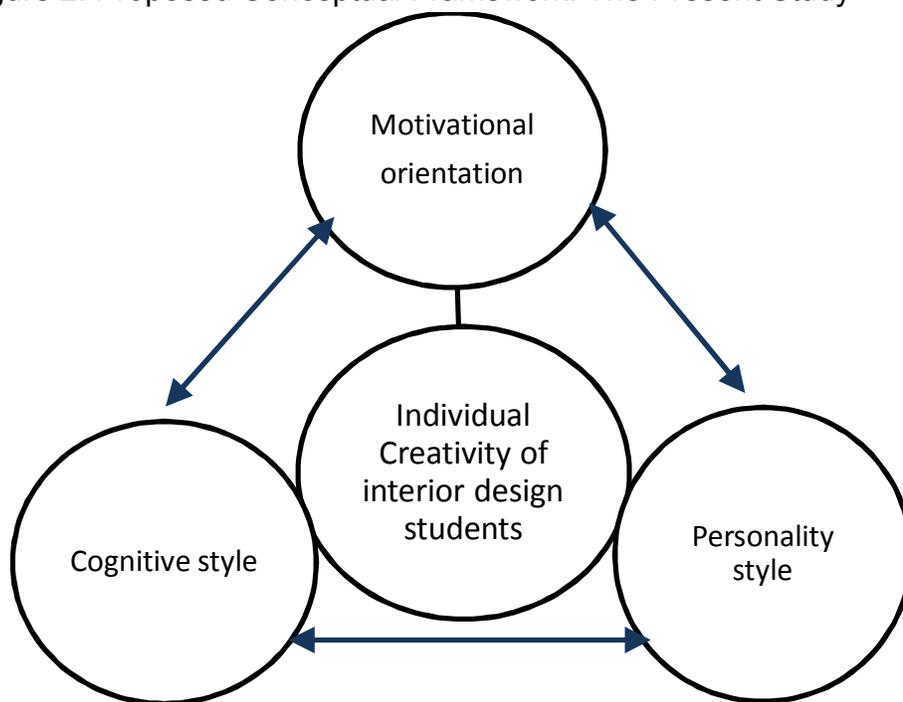 Motivational
orientation
Individual
Creativity of
interior design
students
Cognitive style
Personality
style